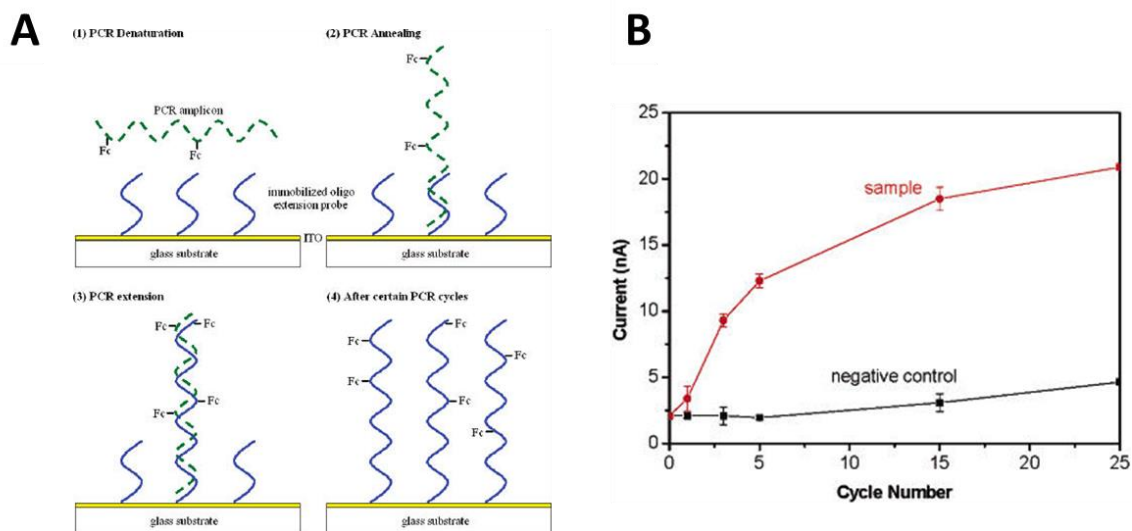 A
(1) PCR Denaturation
PCR amplicon
Fc
Fc
immobilized oligo
extension probe
ITO
glass substrate
(2) PCR Annealing
Fc
Fc
glass substrate
(3) PCR extension
Fc
Fc
Fc
Fc
glass substrate
(4) After certain PCR cycles
Fc
Fc
Fc
Fc
Fc
Fc
glass substrate
B
25
20
15
10
5
0
Current (nA)
sample
negative control
0
5
10
15
20
25
Cycle Number